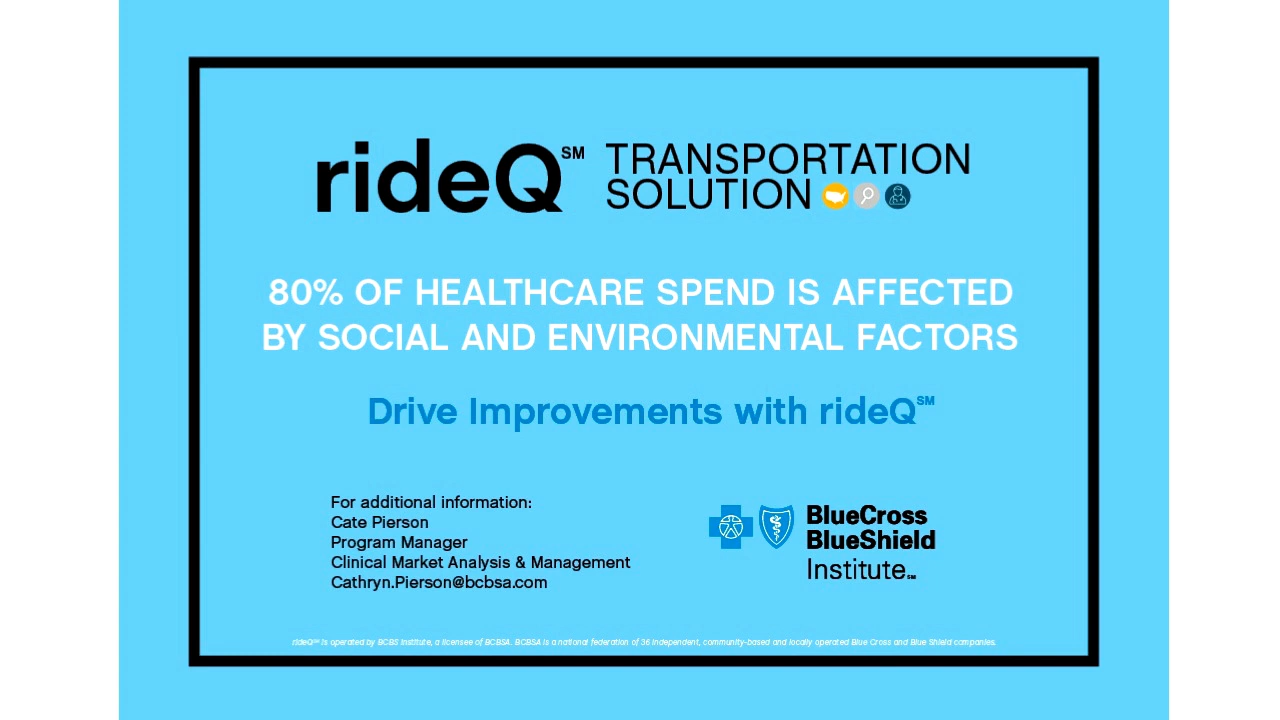 rideQ℠ TRANSPORTATION
SOLUTION
80% OF HEALTHCARE SPEND IS AFFECTED
BY SOCIAL AND ENVIRONMENTAL FACTORS
Drive Improvements with rideQ℠
For additional information:
Cate Pierson
Program Manager
Clinical Market Analysis & Management
Cathryn.Pierson@bcbsa.com
BlueCross
BlueShield
Institute℠
rideQ℠ is operated by BCBS Institute, a licensee of BCBSA. BCBSA is a national federation of 36 independent, community-based and locally operated Blue Cross and Blue Shield companies.